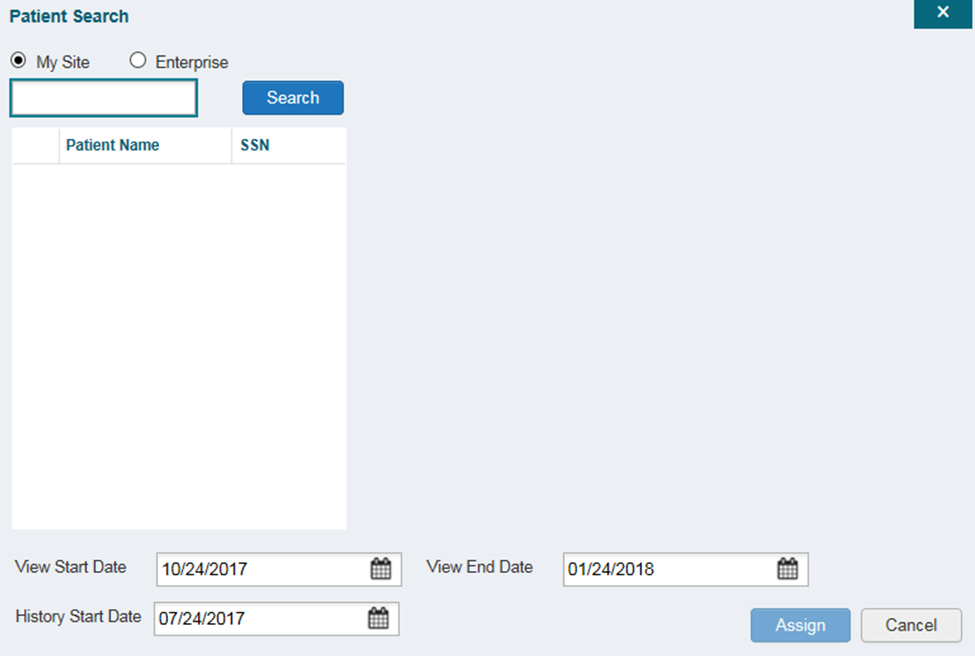 Patient Search
My Site Enterprise
Search
Patient Name SSN
View Start Date 10/24/2017 View End Date 01/24/2018
History Start Date 07/24/2017 Assign Cancel